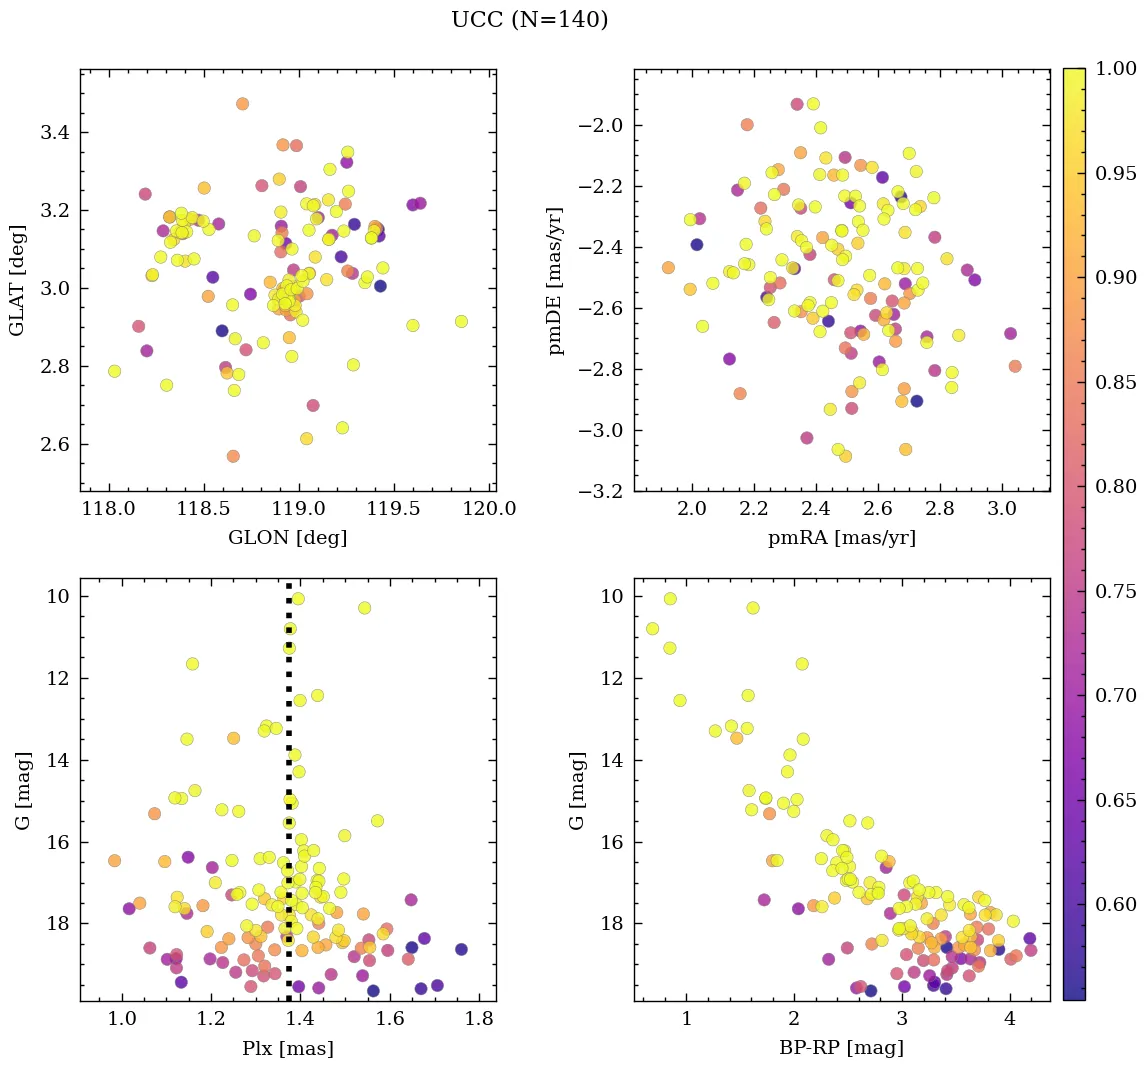 UCC (N=140)
3.4
3.2
3.0
2.8
2.6
GLAT [deg]
118.0 118.5 119.0 119.5 120.0
GLON [deg]
−2.0
−2.2
−2.4
−2.6
−2.8
−3.0
−3.2
pmDE [mas/yr]
2.0 2.2 2.4 2.6 2.8 3.0
pmRA [mas/yr]
10
12
14
16
18
G [mag]
1.0 1.2 1.4 1.6 1.8
Plx [mas]
10
12
14
16
18
G [mag]
1 2 3 4
BP-RP [mag]
1.00
0.95
0.90
0.85
0.80
0.75
0.70
0.65
0.60